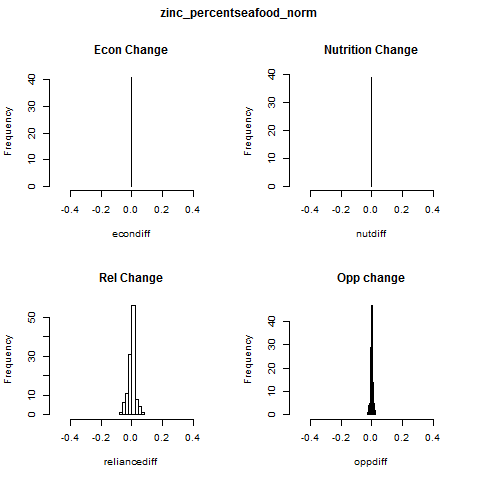 zinc_percentseafood_norm
Econ Change
Frequency
0 10 20 30 40
-0.4 -0.2 0.0 0.2 0.4
econdiff
Nutrition Change
Frequency
0 10 20 30 40
-0.4 -0.2 0.0 0.2 0.4
nutdiff
Rel Change
Frequency
0 10 30 50
-0.4 -0.2 0.0 0.2 0.4
reliancediff
Opp change
Frequency
0 10 20 30 40
-0.4 -0.2 0.0 0.2 0.4
oppdiff